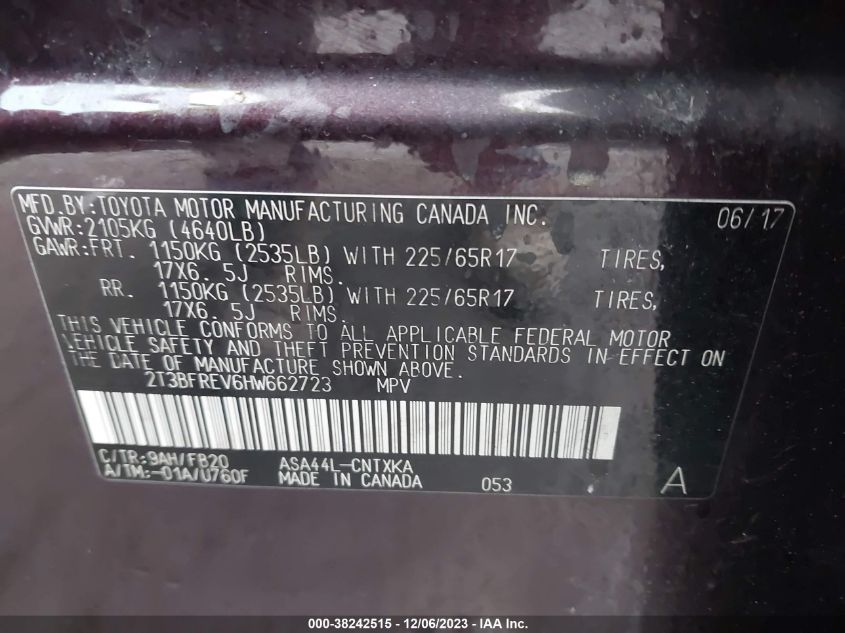 MFD.BY:TOYOTA MOTOR MANUFACTURING CANADA INC. 06/17
GVWR:2105KG (4640LB)
GAWR:FRT. 1150KG (2535LB) WITH 225/65R17 TIRES,
17X6. 5J RIMS.
RR. 1150KG (2535LB) WITH 225/65R17 TIRES,
17X6. 5J RIMS.
THIS VEHICLE CONFORMS TO ALL APPLICABLE FEDERAL MOTOR
VEHICLE SAFETY AND THEFT PREVENTION STANDARDS IN EFFECT ON
THE DATE OF MANUFACTURE SHOWN ABOVE.
2T3BFREV6HW662723 MPV
C/TR:9AH/FB20 ASA44L-CNTXKA
A/TM:-01A/U760F MADE IN CANADA 053 A
000-38242515 - 12/06/2023 - IAA Inc.